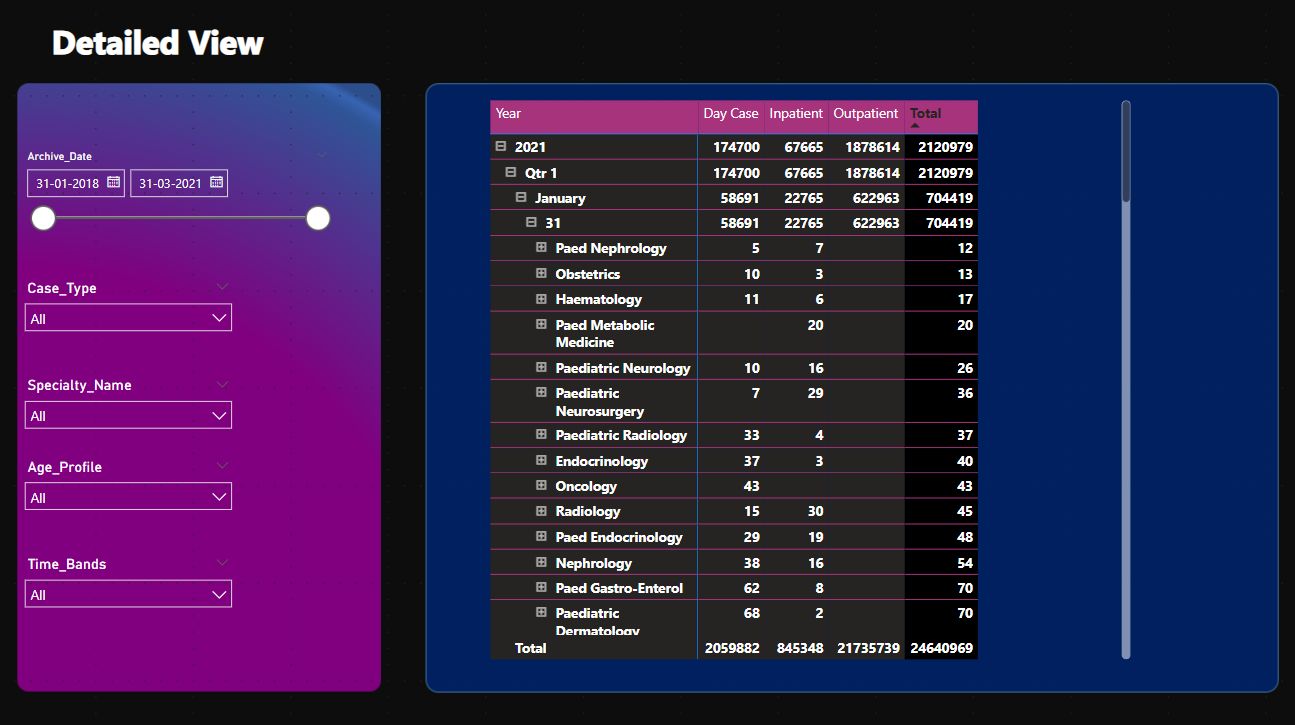 Detailed View
Archive_Date
31-01-2018 31-03-2021
Case_Type
All
Specialty_Name
All
Age_Profile
All
Time_Bands
All
Year Day Case Inpatient Outpatient Total
2021 174700 67665 1878614 2120979
Qtr 1 174700 67665 1878614 2120979
January 58691 22765 622963 704419
31 58691 22765 622963 704419
Paed Nephrology 5 7 12
Obstetrics 10 3 13
Haematology 11 6 17
Paed Metabolic 20 20
Medicine
Paediatric Neurology 10 16 26
Paediatric 7 29 36
Neurosurgery
Paediatric Radiology 33 4 37
Endocrinology 37 3 40
Oncology 43 43
Radiology 15 30 45
Paed Endocrinology 29 19 48
Nephrology 38 16 54
Paed Gastro-Enterol 62 8 70
Paediatric 68 2 70
Dermatology
Total 2059882 845348 21735739 24640969